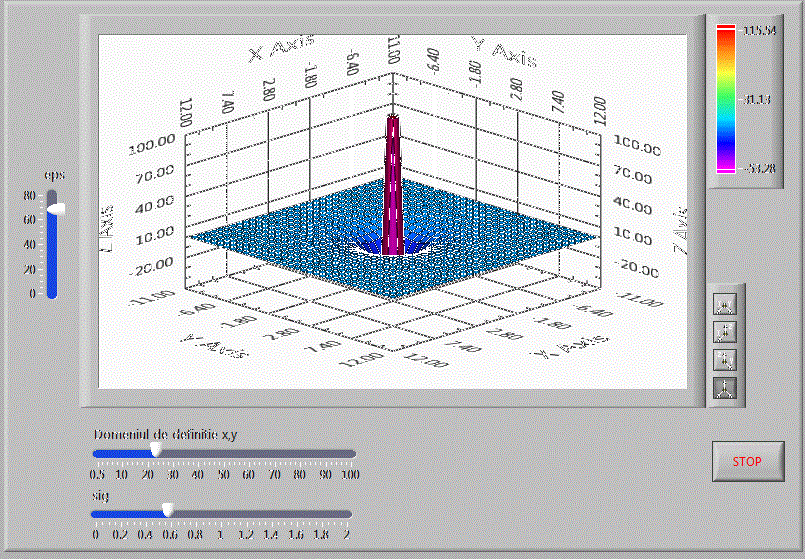 X Axis
Y Axis
12.00 7.40 2.80 -1.80 -6.40 11.00 -6.40 -1.80 2.80 7.40 12.00
100.00
70.00
40.00
10.00
-20.00
-11.00
100.00
70.00
40.00
10.00
-20.00
-11.00
Z Axis
-6.40 -1.80 2.80 7.40 12.00
12.00 7.40 2.80 -1.80 -6.40
Axis
Axis
115.54
31.13
-53.28
eps
80
60
40
20
0
Domeniul de definitie x,y
0.5 10 20 30 40 50 60 70 80 90 100
sig
0 0.2 0.4 0.6 0.8 1 1.2 1.4 1.6 1.8 2
STOP